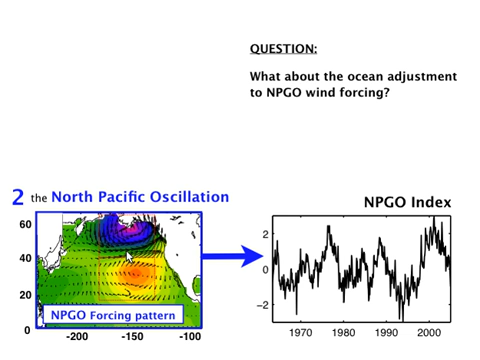 QUESTION:
What about the ocean adjustment
to NPGO wind forcing?
2 the North Pacific Oscillation
NPGO Index
60
40
20
0
NPGO Forcing pattern
-200 -150 -100
2
0
−2
1970 1980 1990 2000